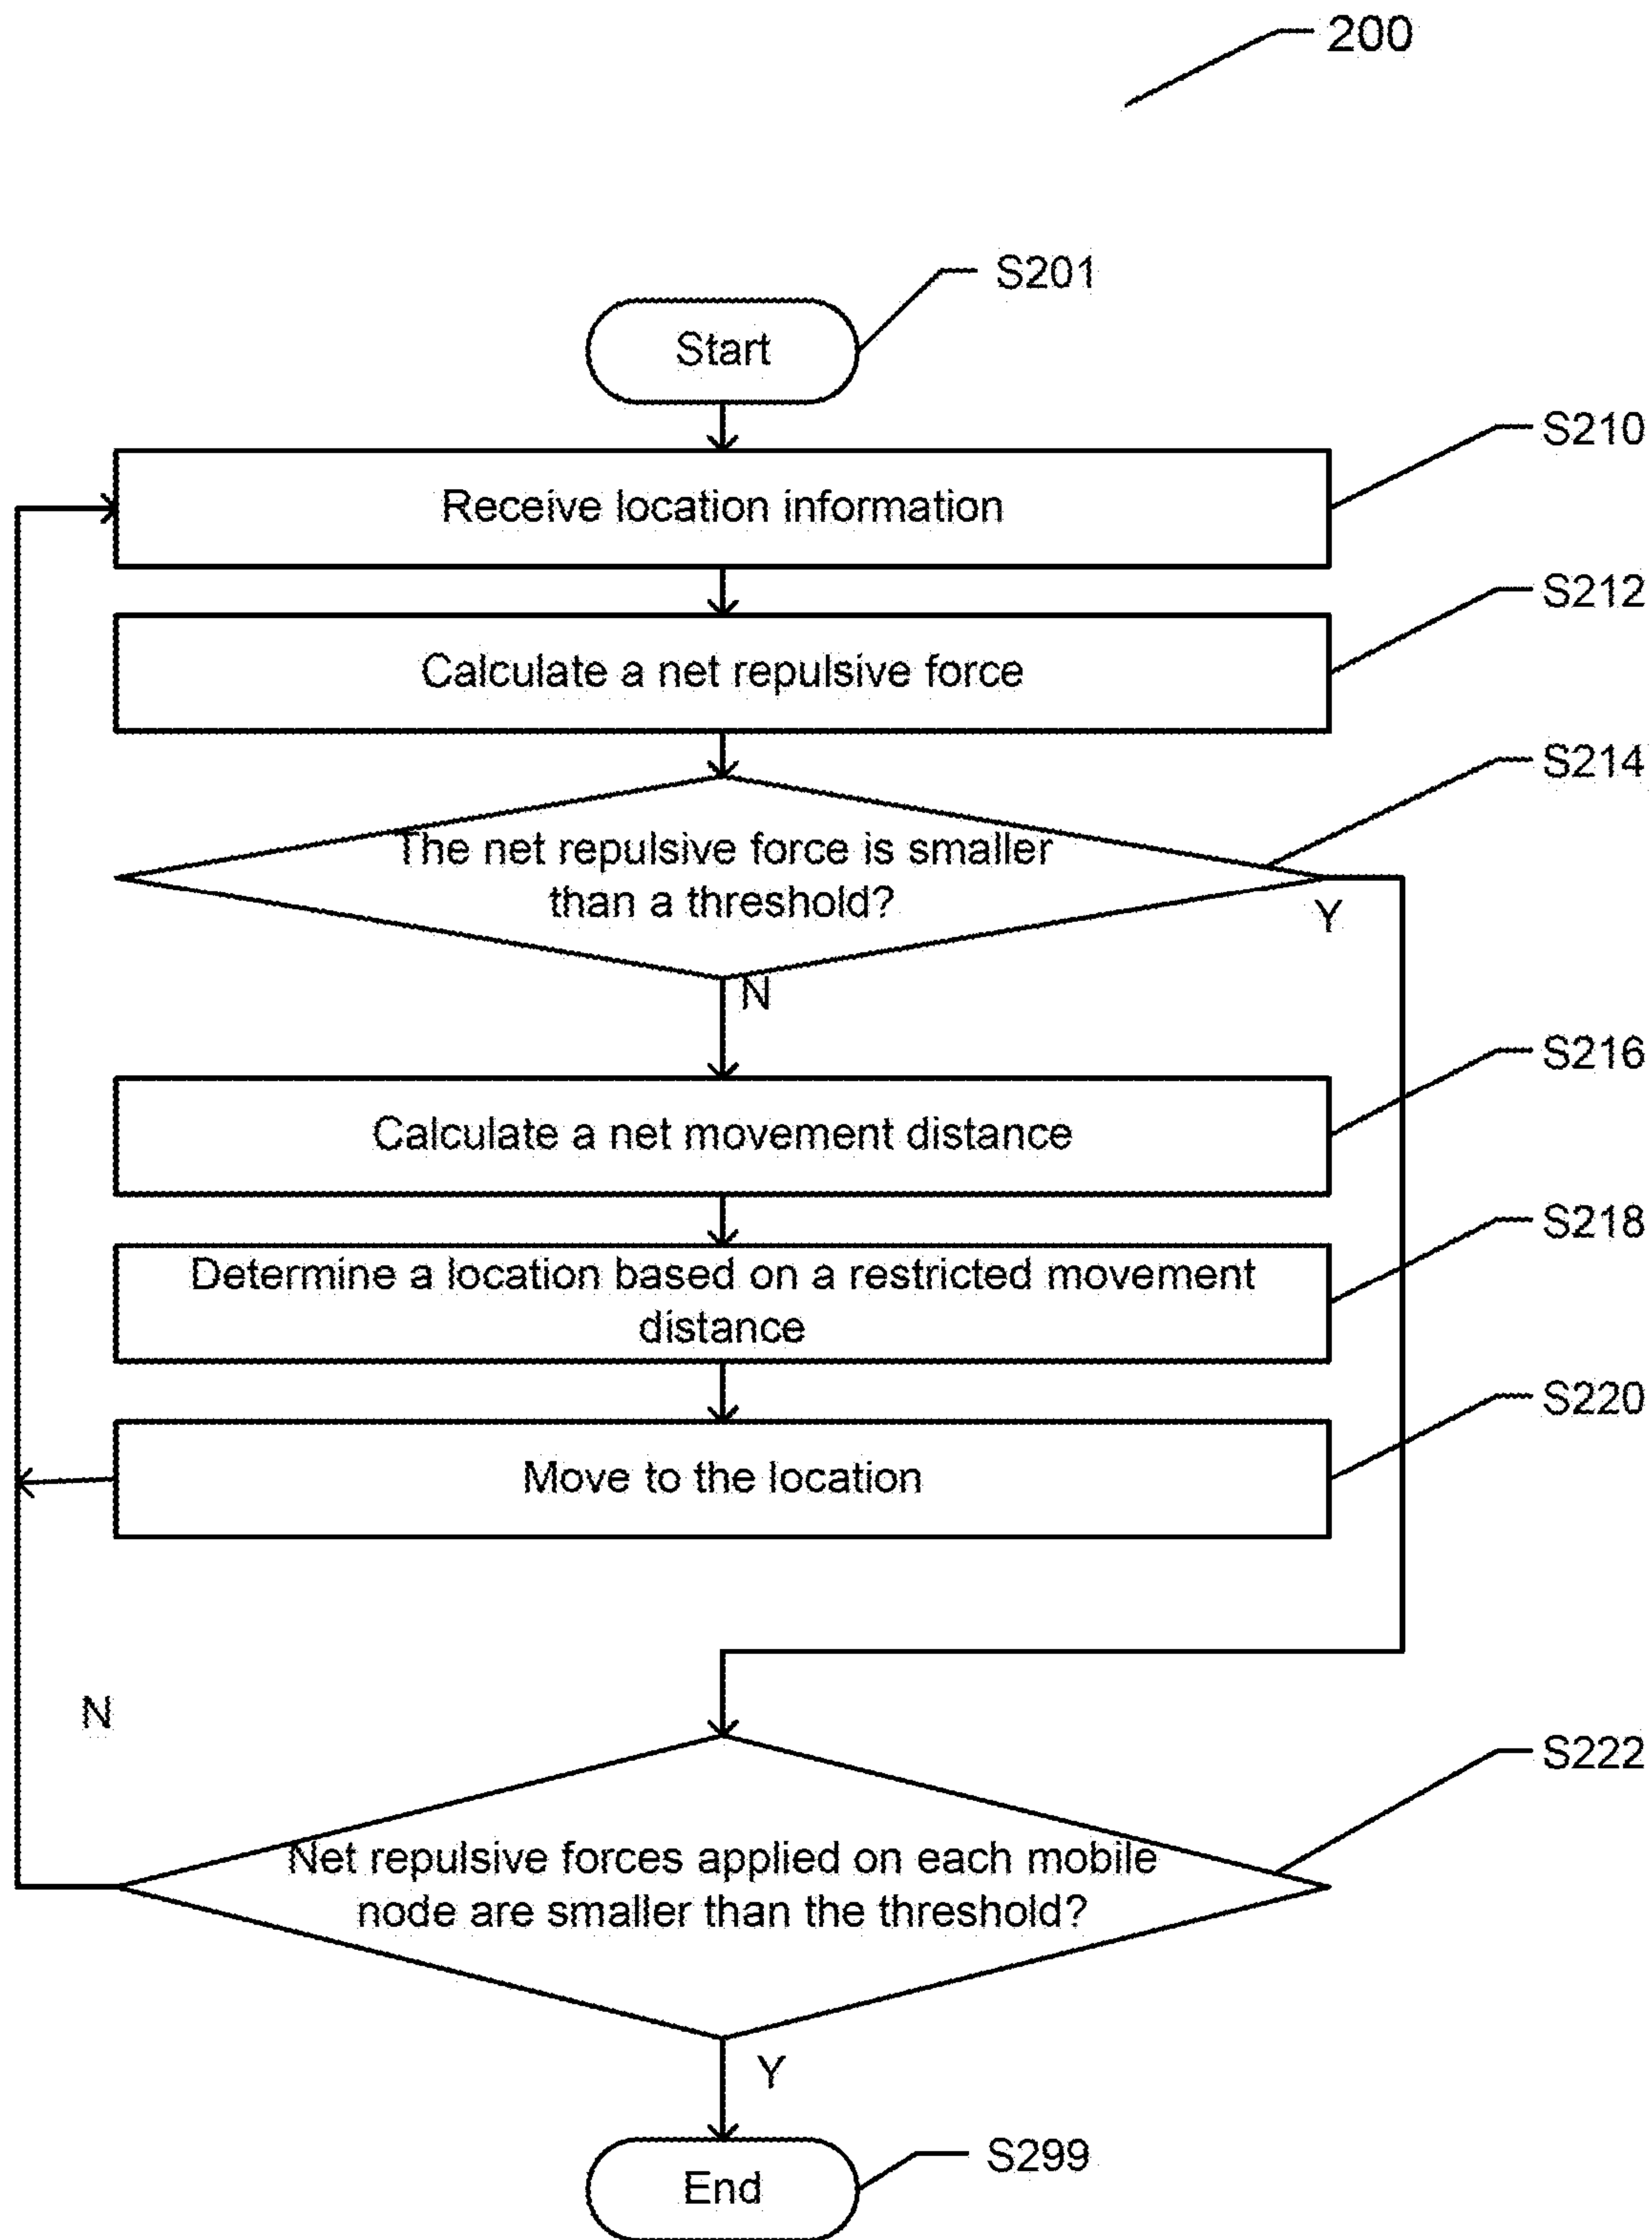 200
S201
Start
S210
Receive location information
S212
Calculate a net repulsive force
S214
The net repulsive force is smaller
than a threshold?
Y
N
S216
Calculate a net movement distance
S218
Determine a location based on a restricted movement
distance
S220
Move to the location
N
S222
Net repulsive forces applied on each mobile
node are smaller than the threshold?
Y
S299
End